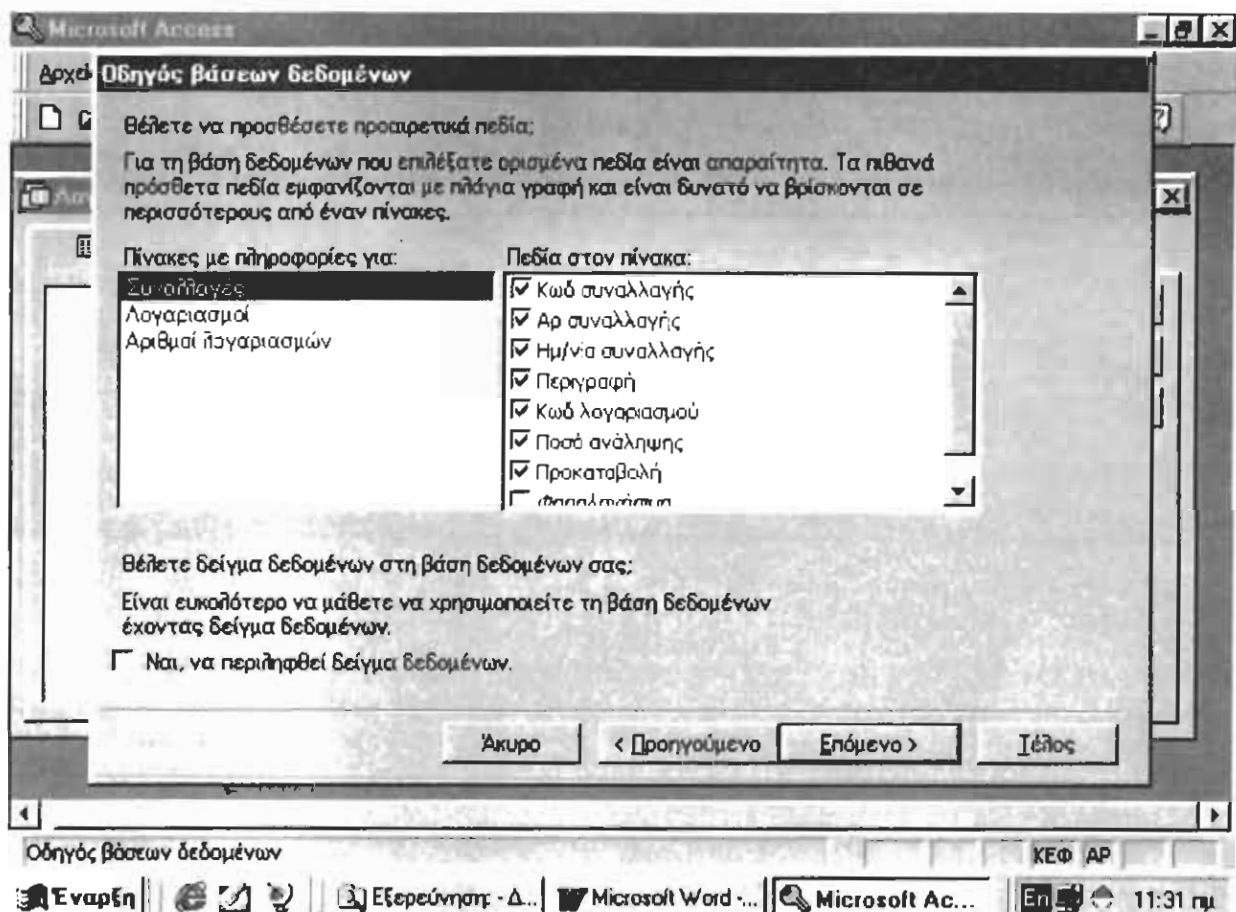 Microsoft Access
Αρχεί
Οδηγός βάσεων δεδομένων
Θέλετε να προσθέσετε προαιρετικά πεδία;
Για τη βάση δεδομένων που επιλέξατε ορισμένα πεδία είναι απαραίτητα. Τα πιθανά
πρόσθετα πεδία εμφανίζονται με πλάγια γραφή και είναι δυνατό να βρίσκονται σε
περισσότερους από έναν πίνακες.
Πίνακες με πληροφορίες για:
Πεδία στον πίνακα:
Συναλλαγές
Λογαριασμοί
Αριθμοί λογαριασμών
Κωδ συναλλαγής
Αρ συναλλαγής
Ημ/νία συναλλαγής
Περιγραφή
Κωδ λογαριασμού
Ποσό ανάληψης
Προκαταβολή
Θέλετε δείγμα δεδομένων στη βάση δεδομένων σας;
Είναι ευκολότερο να μάθετε να χρησιμοποιείτε τη βάση δεδομένων
έχοντας δείγμα δεδομένων.
Ναι, να περιληφθεί δείγμα δεδομένων.
Άκυρο
< Προηγούμενο
Επόμενο >
Τέλος
Οδηγός βάσεων δεδομένων
ΚΕΦ ΑΡ
Έναρξη
Εξερεύνηση - Δ...
Microsoft Word -...
Microsoft Ac...
En
11:31 πμ